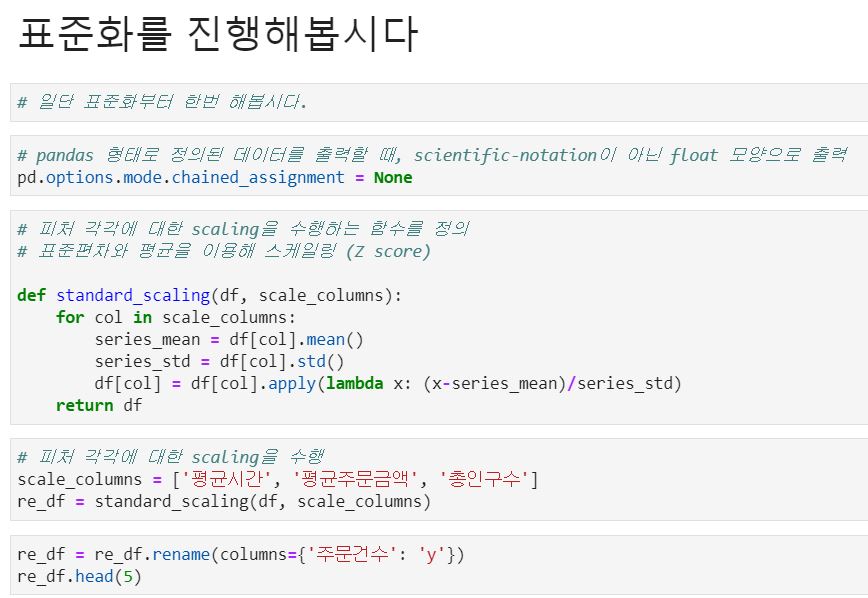 표준화를 진행해봅시다
# 일단 표준화부터 한번 해봅시다.
# pandas 형태로 정의된 데이터를 출력할 때, scientific-notation이 아닌 float 모양으로 출력
pd.options.mode.chained_assignment = None
# 피처 각각에 대한 scaling을 수행하는 함수를 정의
# 표준편차와 평균을 이용해 스케일링 (Z score)
def standard_scaling(df, scale_columns):
    for col in scale_columns:
        series_mean = df[col].mean()
        series_std = df[col].std()
        df[col] = df[col].apply(lambda x: (x-series_mean)/series_std)
    return df
# 피처 각각에 대한 scaling을 수행
scale_columns = ['평균시간', '평균주문금액', '총인구수']
re_df = standard_scaling(df, scale_columns)
re_df = re_df.rename(columns={'주문건수': 'y'})
re_df.head(5)